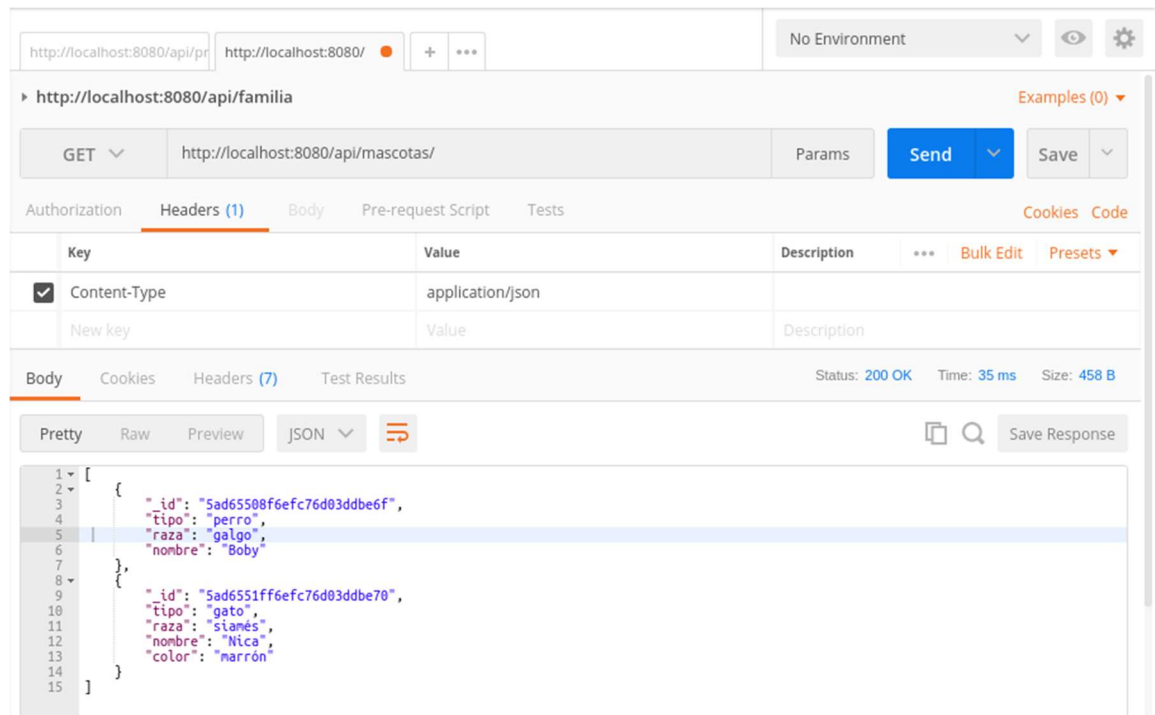 http://localhost:8080/api/pr http://localhost:8080/ + ••• No Environment
http://localhost:8080/api/familia Examples (0)
GET http://localhost:8080/api/mascotas/ Params Send Save
Authorization Headers (1) Body Pre-request Script Tests Cookies Code
Key Value Description ••• Bulk Edit Presets
Content-Type application/json
New key Value Description
Body Cookies Headers (7) Test Results Status: 200 OK Time: 35 ms Size: 458 B
Pretty Raw Preview JSON Save Response
1 [
2 {
3 "_id": "5ad65508f6efc76d03ddbe6f",
4 "tipo": "perro",
5 "raza": "galgo",
6 "nombre": "Boby"
7 },
8 {
9 "_id": "5ad6551ff6efc76d03ddbe70",
10 "tipo": "gato",
11 "raza": "siamés",
12 "nombre": "Nica",
13 "color": "marrón"
14 }
15 ]